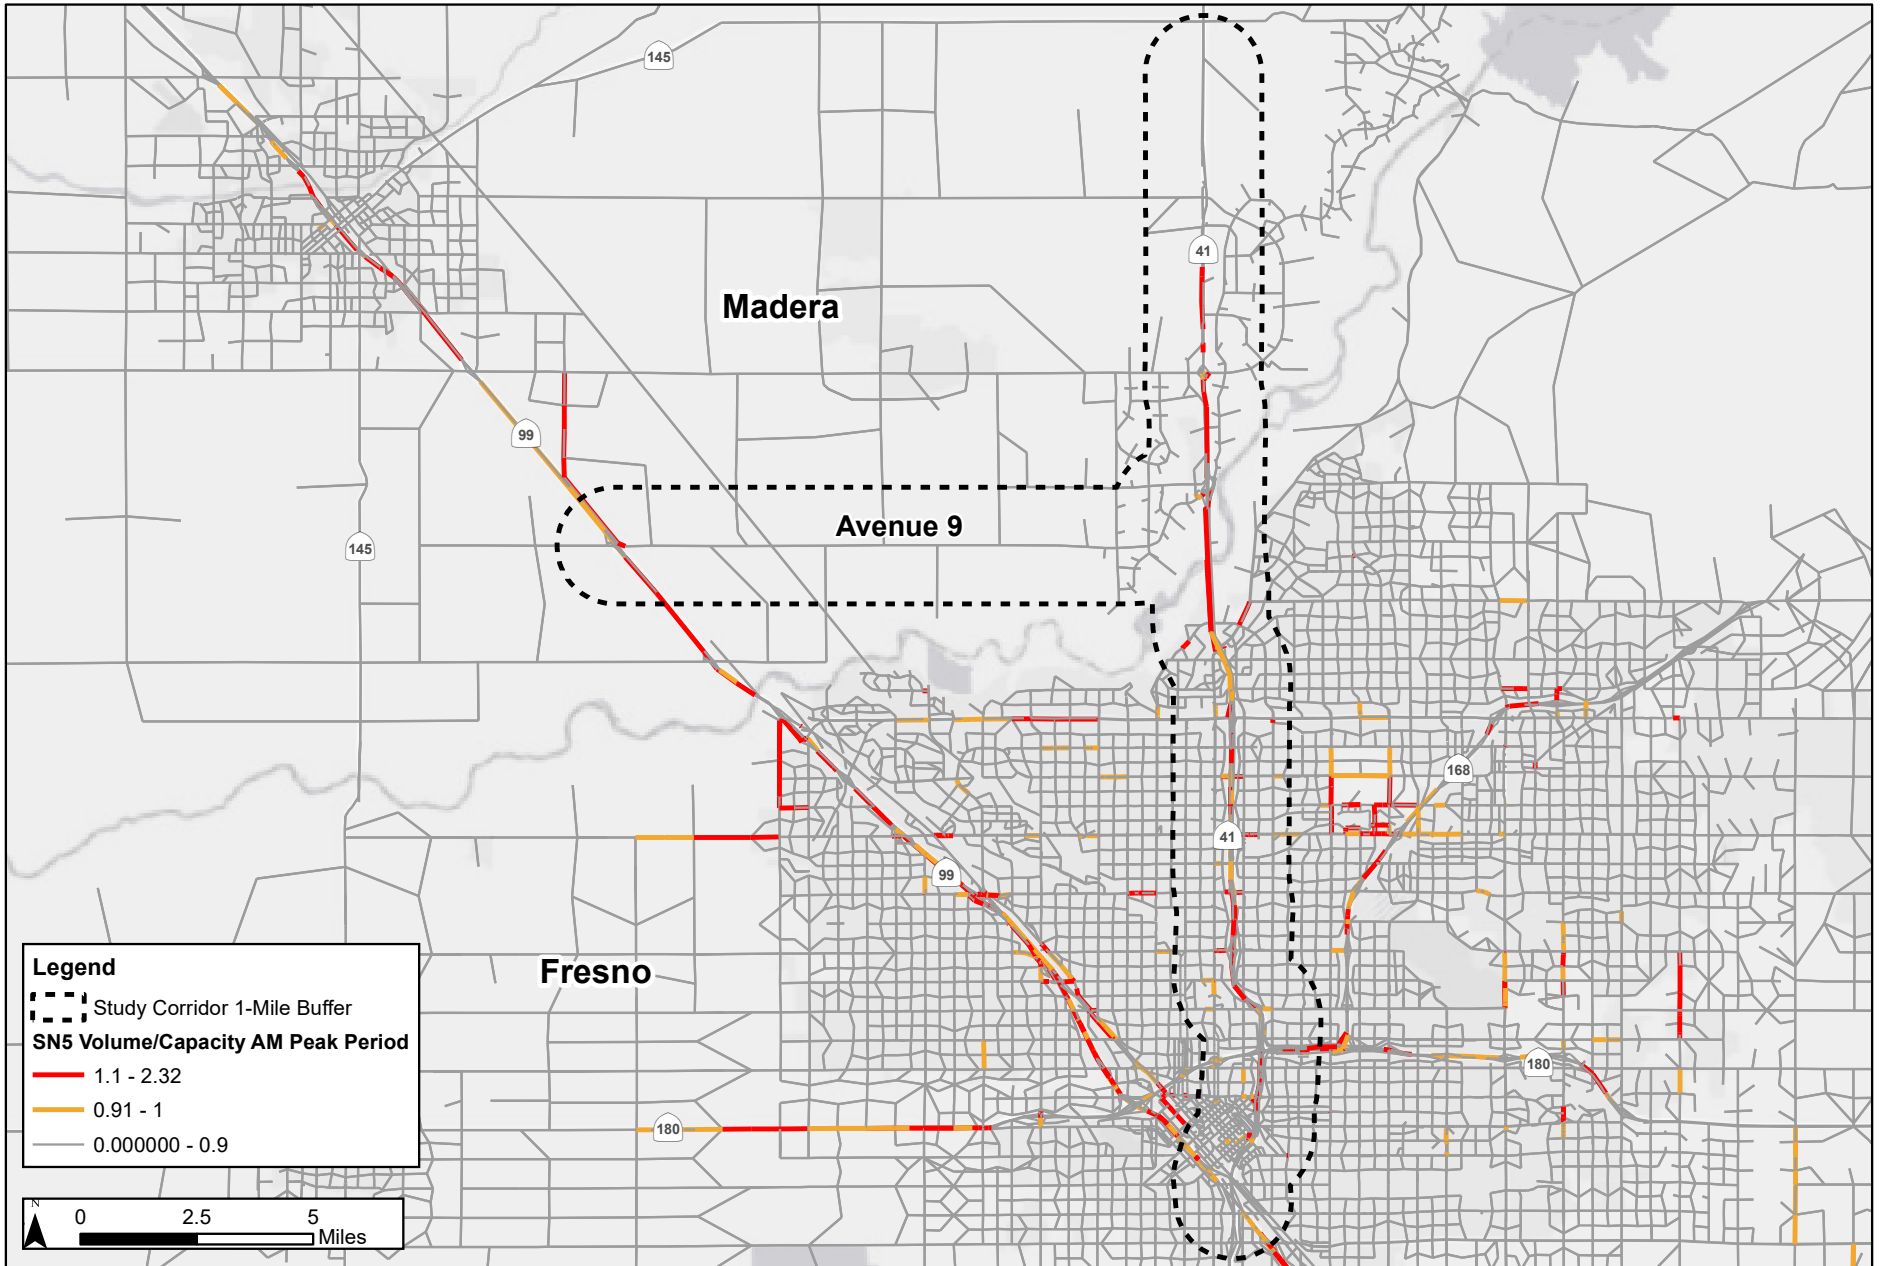 145
41
Madera
99
Avenue 9
145
168
41
99
Fresno
180
180
Legend
Study Corridor 1-Mile Buffer
SN5 Volume/Capacity AM Peak Period
1.1 - 2.32
0.91 - 1
0.000000 - 0.9
N
0 2.5 5
Miles